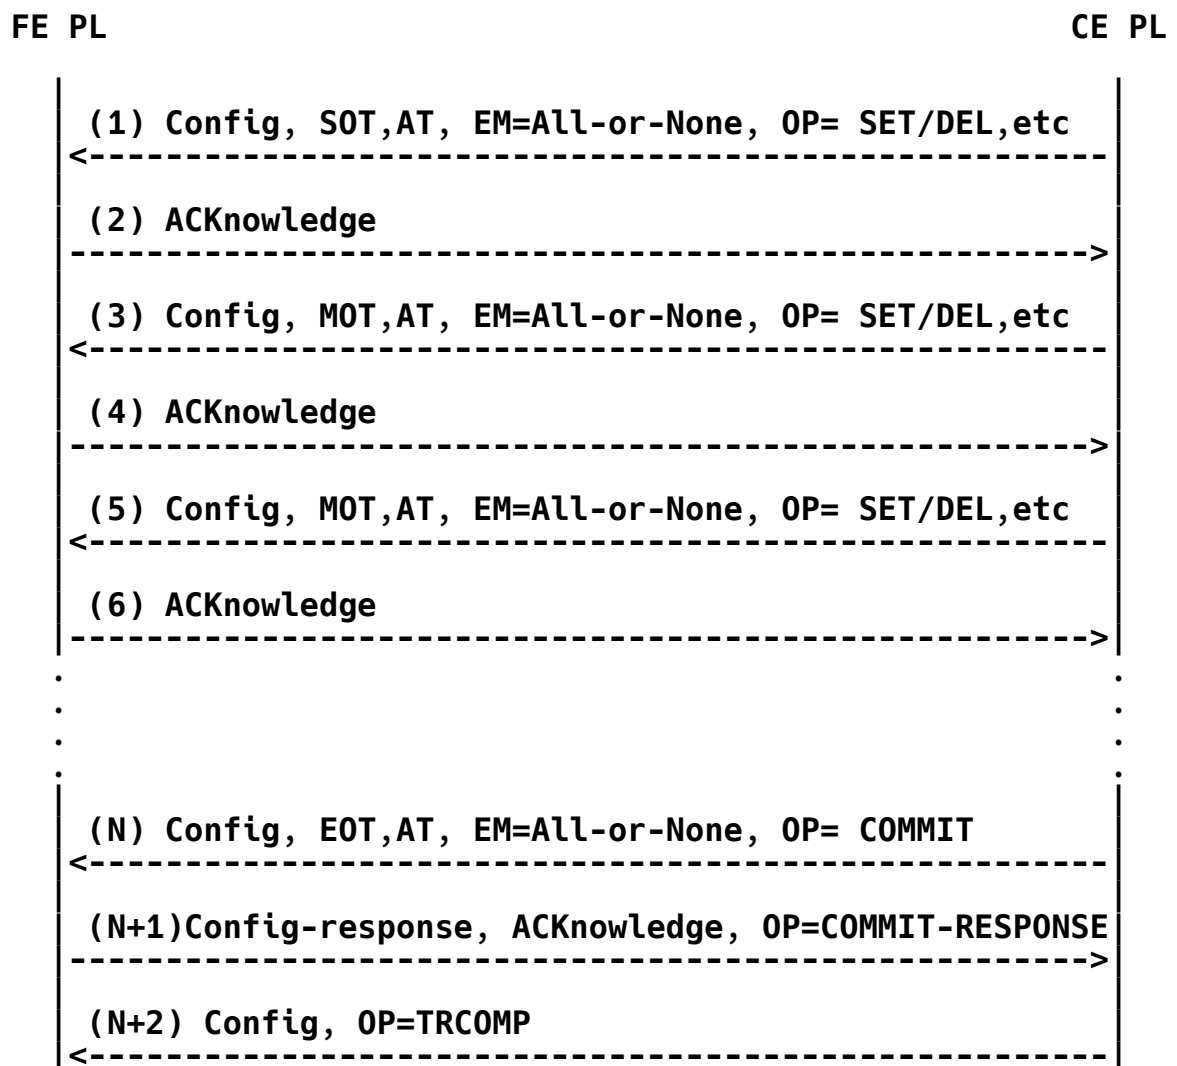 FE PL CE PL
(1) Config, SOT,AT, EM=All-or-None, OP= SET/DEL,etc
(2) ACKnowledge
(3) Config, MOT,AT, EM=All-or-None, OP= SET/DEL,etc
(4) ACKnowledge
(5) Config, MOT,AT, EM=All-or-None, OP= SET/DEL,etc
(6) ACKnowledge
(N) Config, EOT,AT, EM=All-or-None, OP= COMMIT
(N+1)Config-response, ACKnowledge, OP=COMMIT-RESPONSE
(N+2) Config, OP=TRCOMP